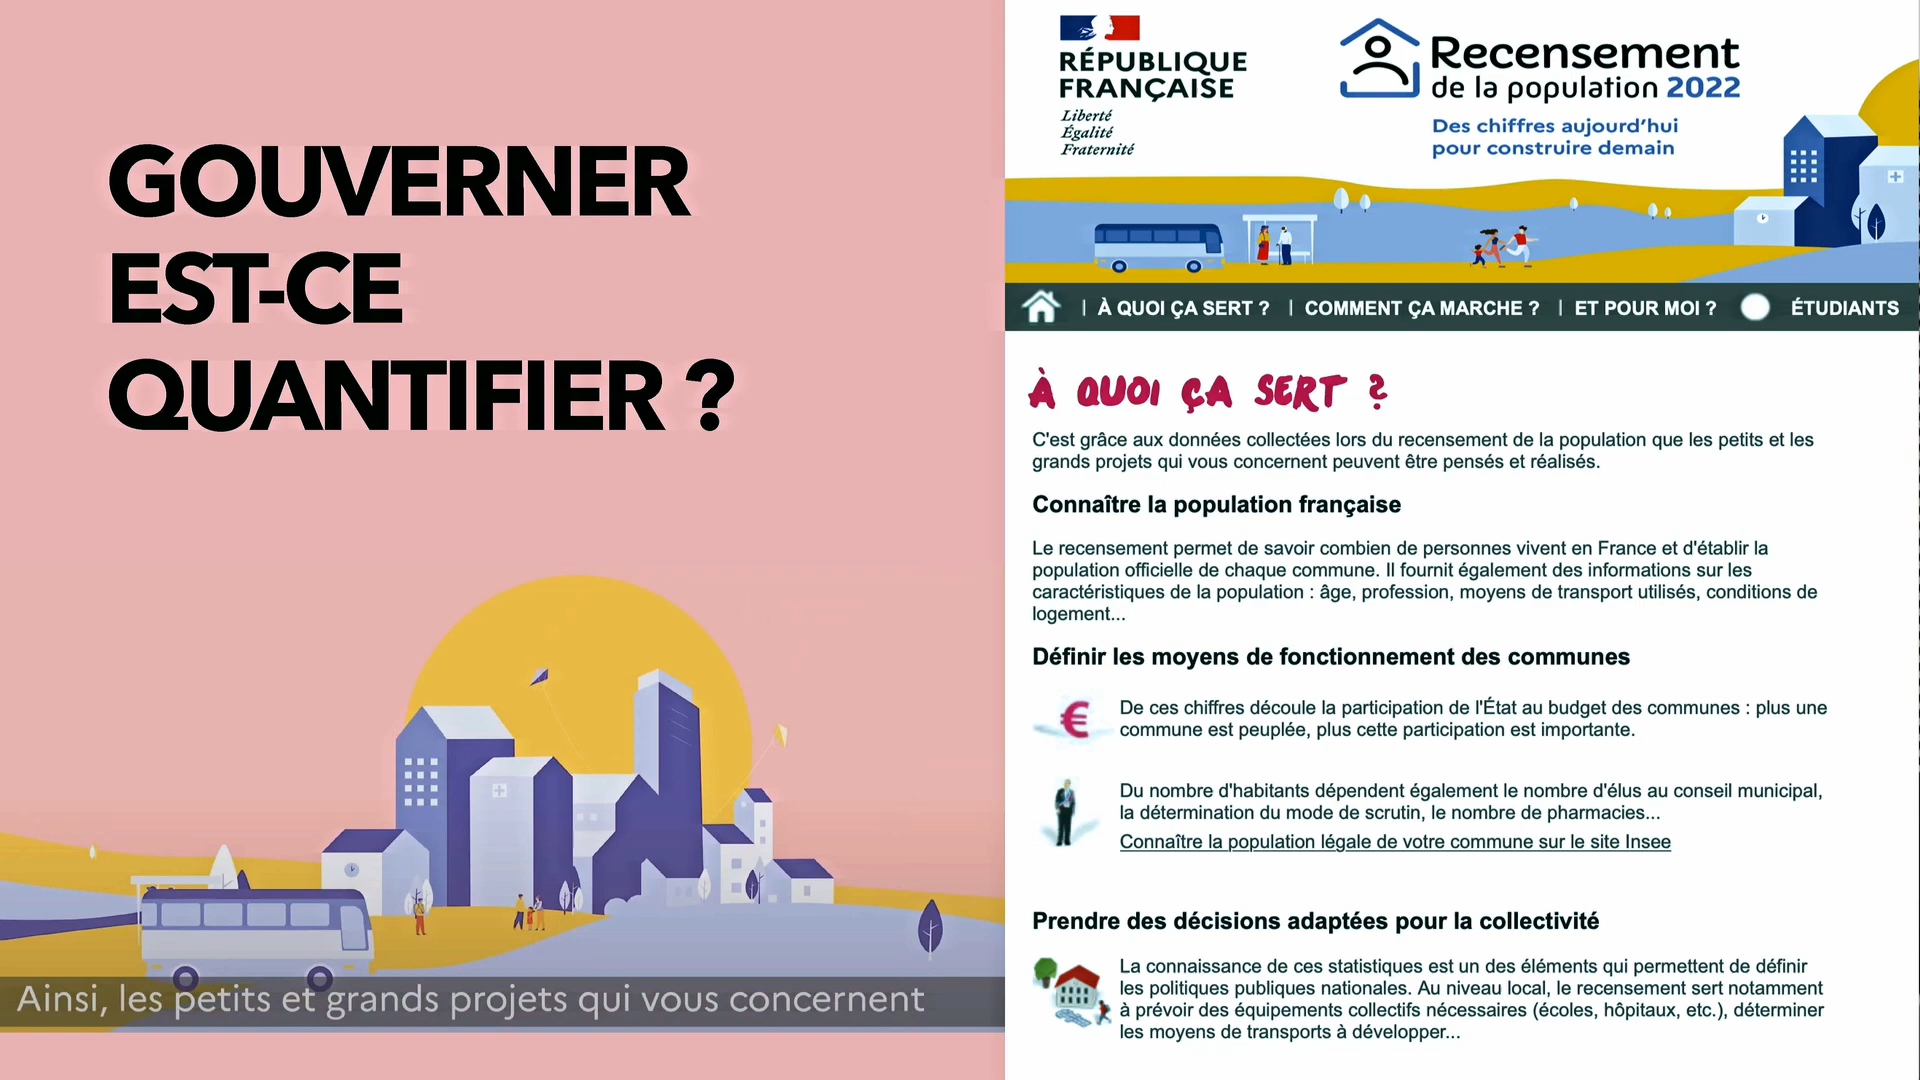 GOUVERNER
EST-CE
QUANTIFIER ?
Ainsi, les petits et grands projets qui vous concernent
RÉPUBLIQUE
FRANÇAISE
Liberté
Égalité
Fraternité
Recensement
de la population 2022
Des chiffres aujourd'hui
pour construire demain
| À QUOI ÇA SERT ? | COMMENT ÇA MARCHE ? | ET POUR MOI ? ÉTUDIANTS
À QUOI ÇA SERT ?
C'est grâce aux données collectées lors du recensement de la population que les petits et les
grands projets qui vous concernent peuvent être pensés et réalisés.
Connaître la population française
Le recensement permet de savoir combien de personnes vivent en France et d'établir la
population officielle de chaque commune. Il fournit également des informations sur les
caractéristiques de la population : âge, profession, moyens de transport utilisés, conditions de
logement...
Définir les moyens de fonctionnement des communes
€
De ces chiffres découle la participation de l'État au budget des communes : plus une
commune est peuplée, plus cette participation est importante.
Du nombre d'habitants dépendent également le nombre d'élus au conseil municipal,
la détermination du mode de scrutin, le nombre de pharmacies...
Connaître la population légale de votre commune sur le site Insee
Prendre des décisions adaptées pour la collectivité
La connaissance de ces statistiques est un des éléments qui permettent de définir
les politiques publiques nationales. Au niveau local, le recensement sert notamment
à prévoir des équipements collectifs nécessaires (écoles, hôpitaux, etc.), déterminer
les moyens de transports à développer...